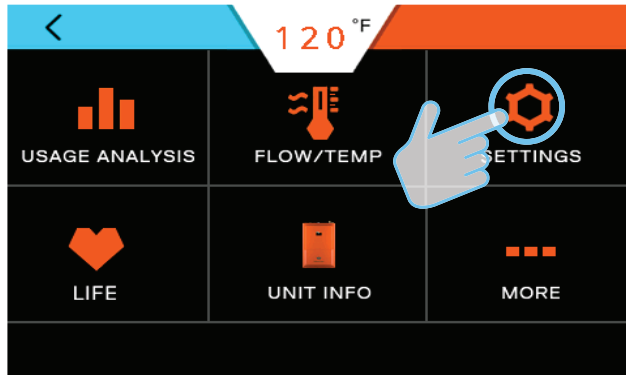 120°F
USAGE ANALYSIS
FLOW/TEMP
SETTINGS
LIFE
UNIT INFO
MORE